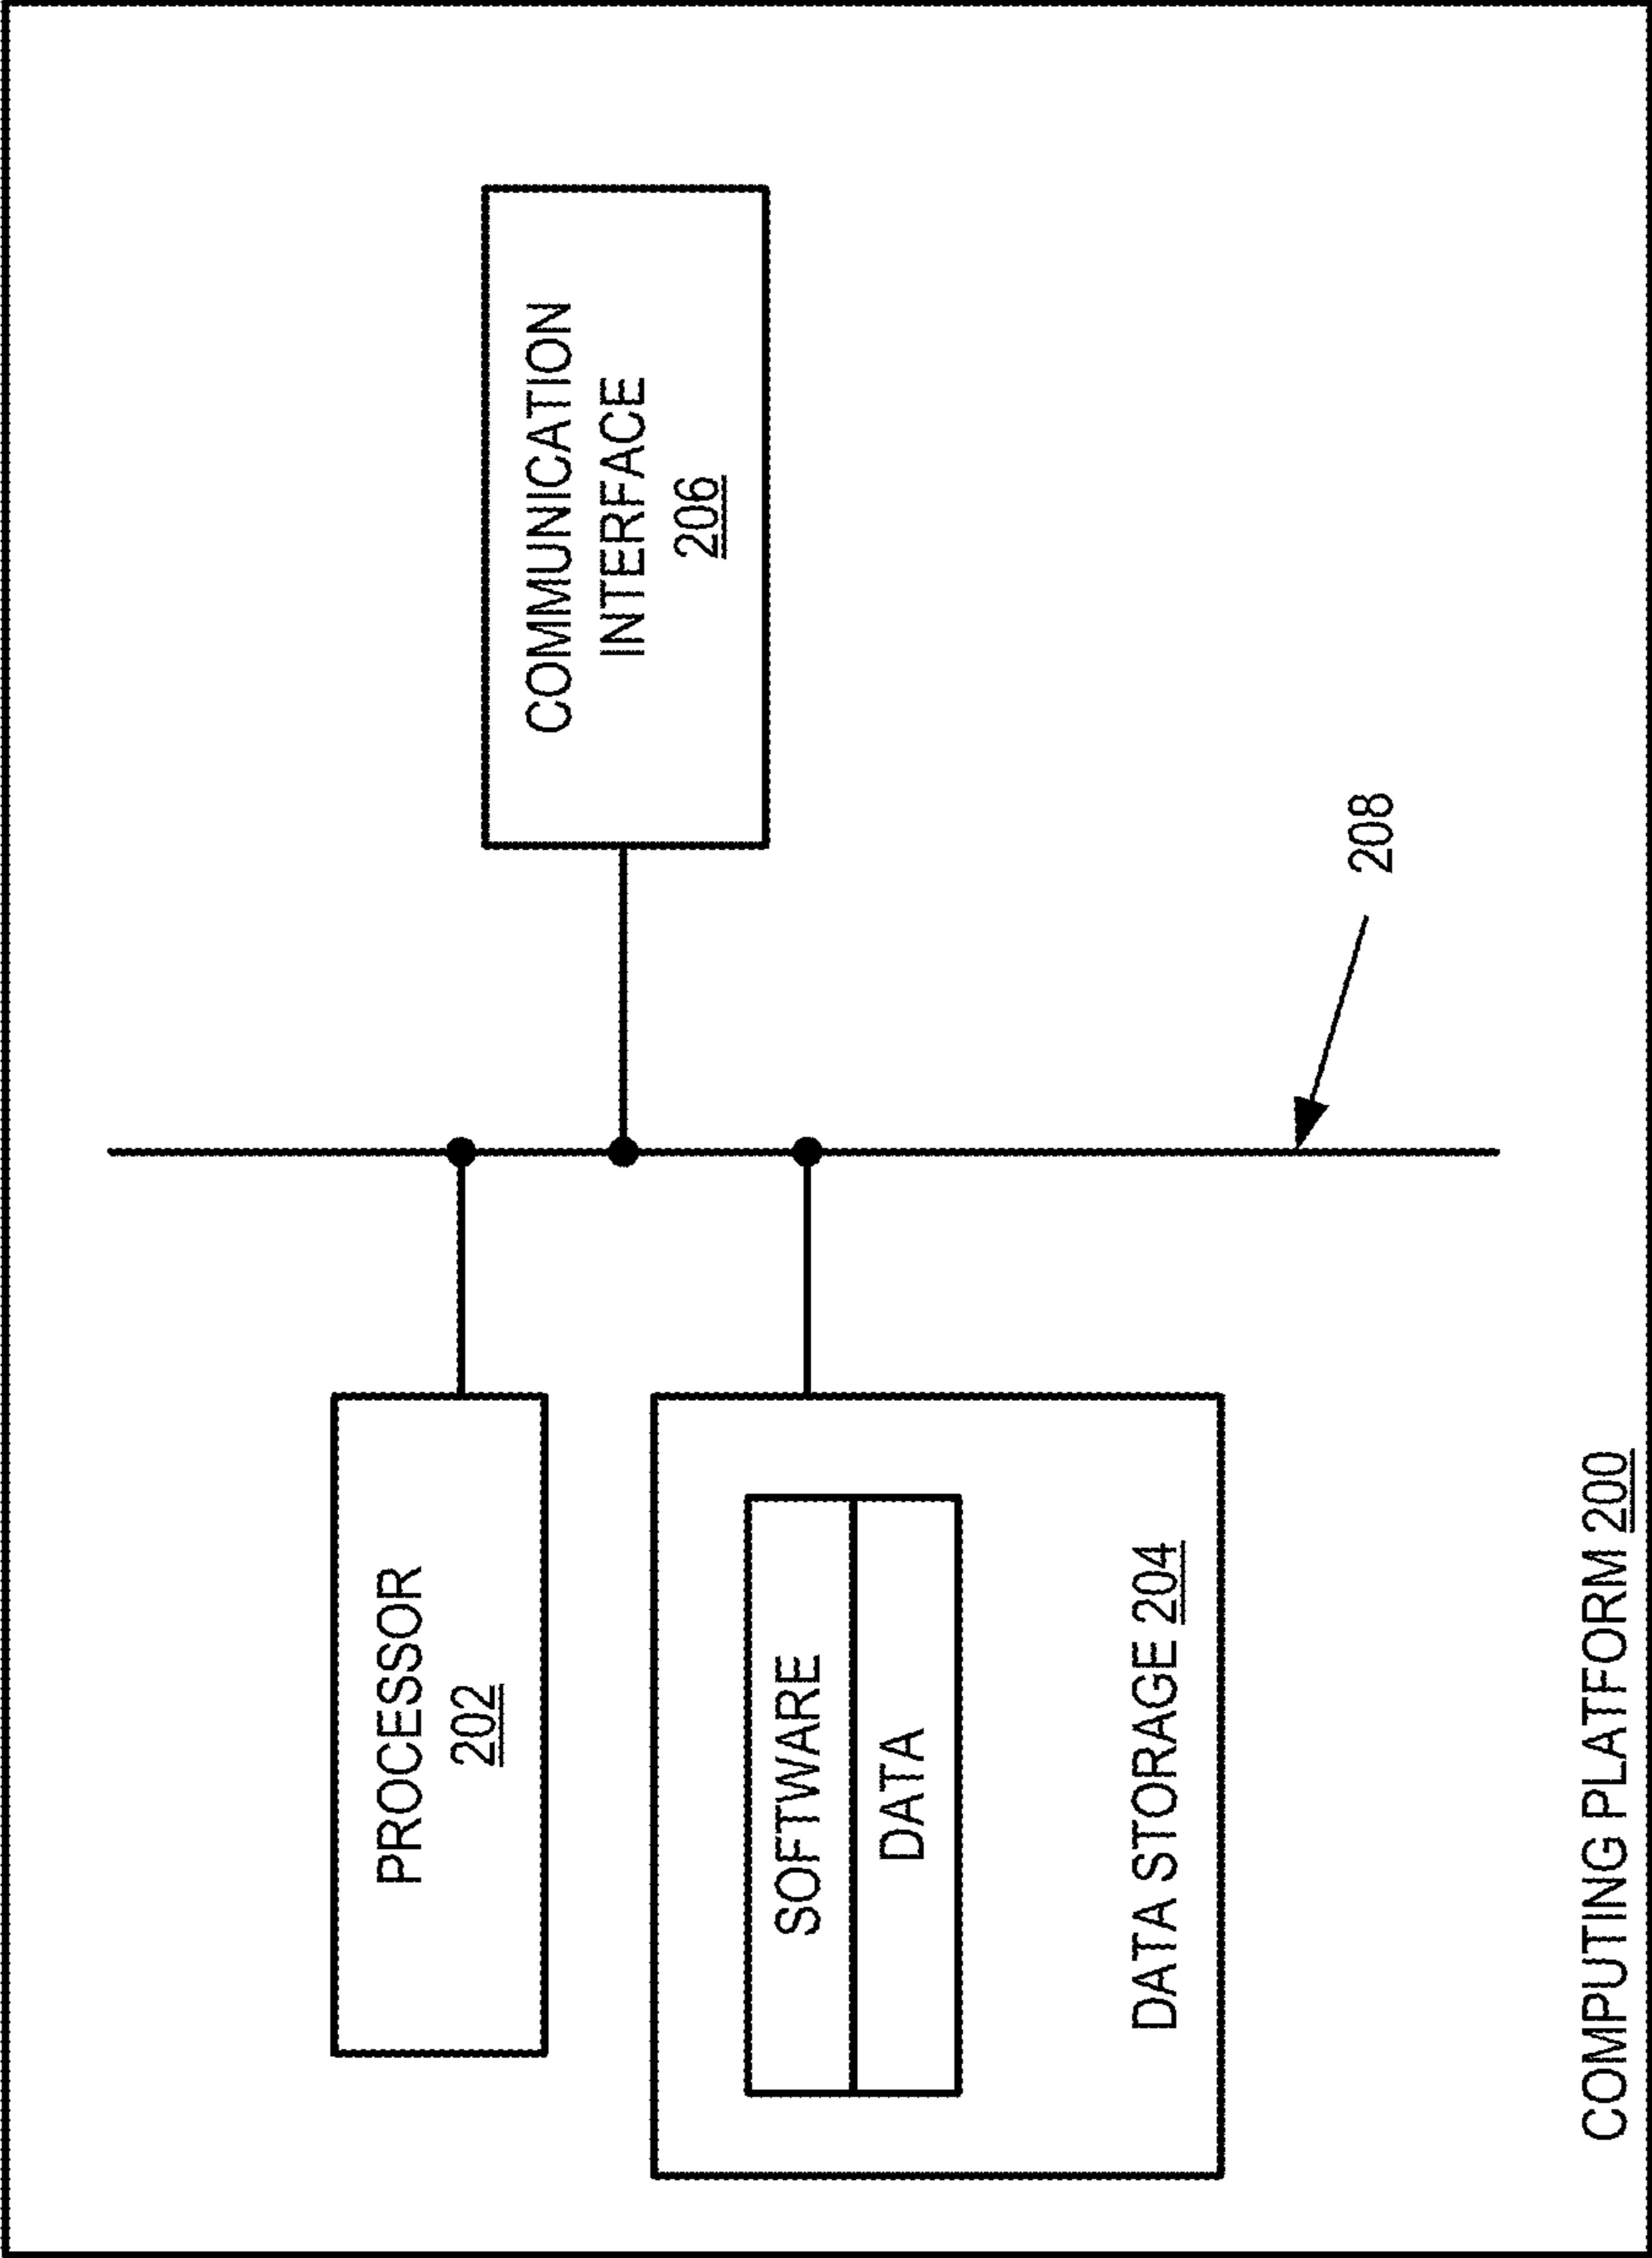 PROCESSOR
202
COMMUNICATION
INTERFACE
206
SOFTWARE
DATA
DATA STORAGE 204
208
COMPUTING PLATFORM 200